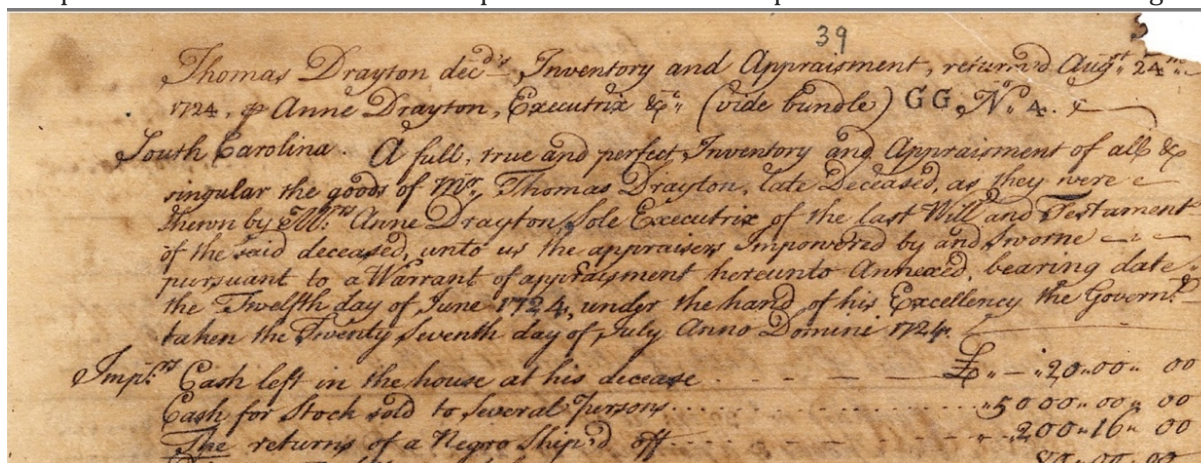 39
Thomas Drayton decd.s Inventory and Appraisment, returnd Augst. 24th
1724, ⅌ Anne Drayton, Executrix &c. (vide bundle) GG, No. 4.
South Carolina. A full, true and perfect Inventory and Appraisment of all &
singular the goods of Mr. Thomas Drayton, late Deceased, as they were
shewn by Mrs. Anne Drayton, Sole Executrix of the last Will and Testament
of the said deceased, unto us the appraisers Impowered by and Sworne
pursuant to a Warrant of appraisment hereunto Annexed, bearing date
the Twelfth day of June 1724, under the hand of his Excellency the Governr.
taken the Twenty Seventh day of July Anno Domini 1724.
Imprs. Cash left in the house at his decease . . . £ " – " 20 " 00 " 00
Cash for Stock sold to Several Persons . . . " 5000 " 00 " 00
The returns of a Negro Ship'd off . . . " 200 " 16 " 00
00 00